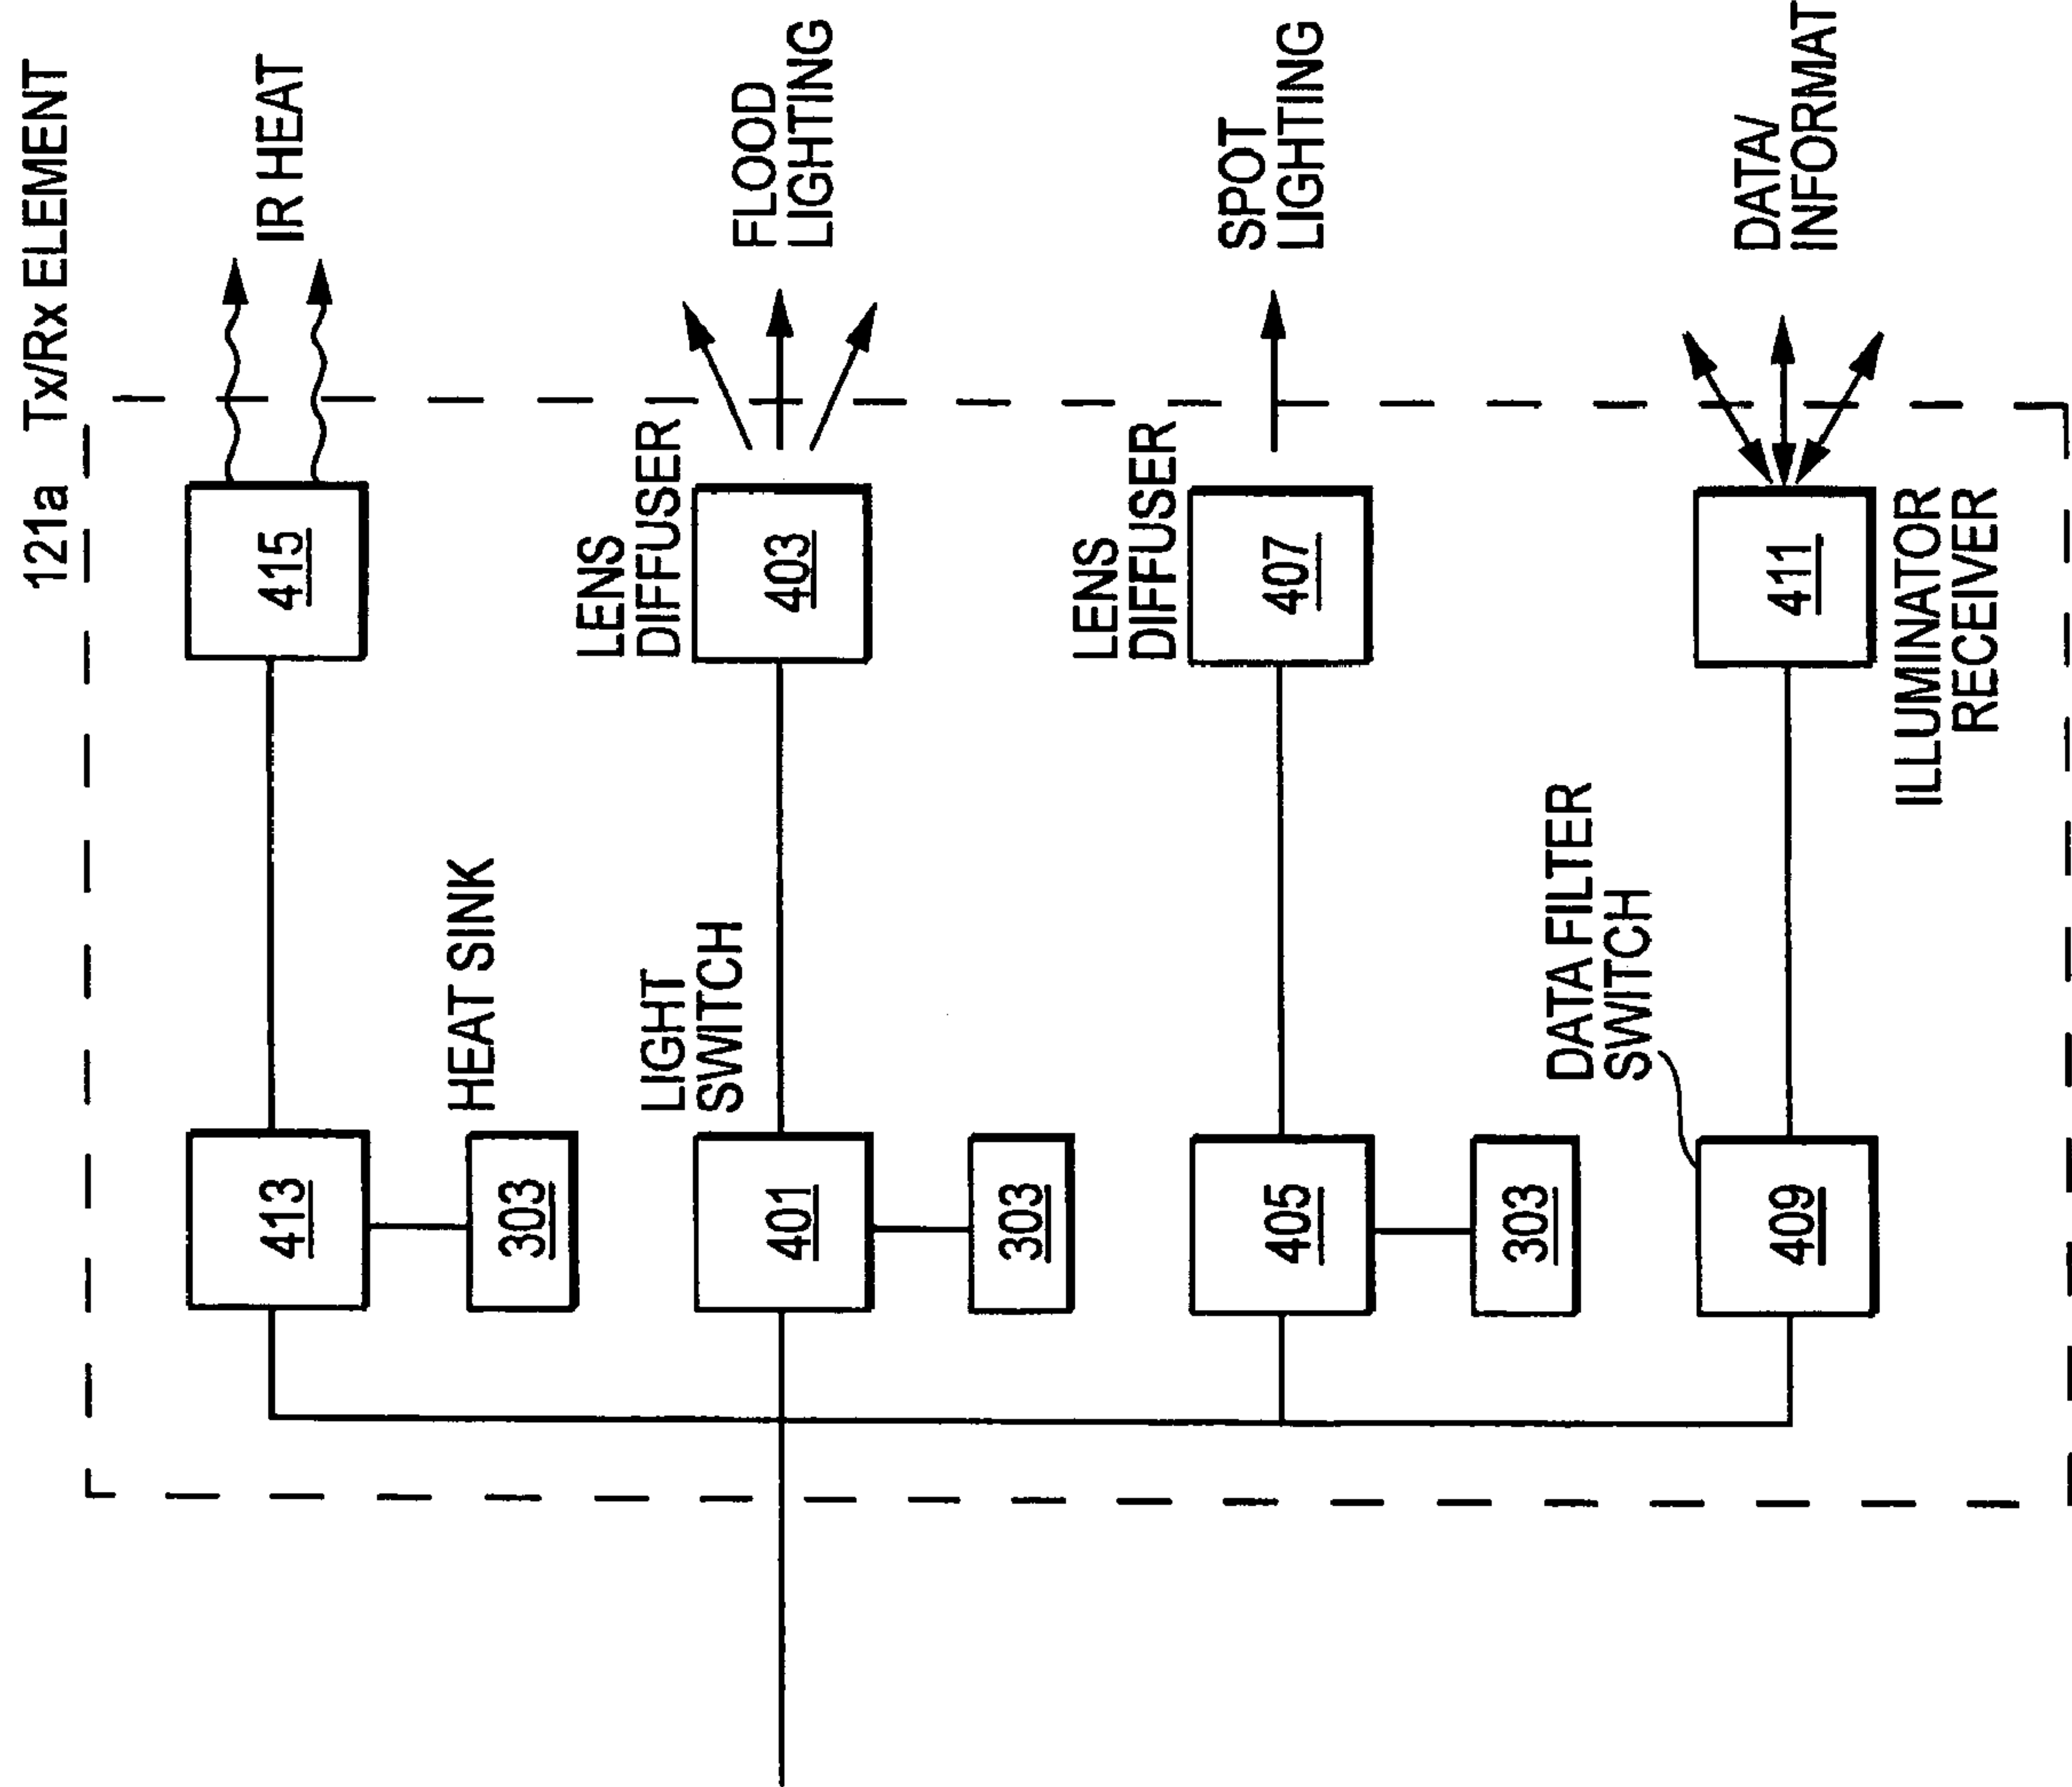 121a Tx/Rx ELEMENT
413
415
IR HEAT
HEAT SINK
303
LIGHT
SWITCH
401
LENS
DIFFUSER
403
FLOOD
LIGHTING
303
405
LENS
DIFFUSER
407
SPOT
LIGHTING
303
DATA FILTER
SWITCH
409
411
ILLUMINATOR
RECEIVER
DATA/
INFORMAT